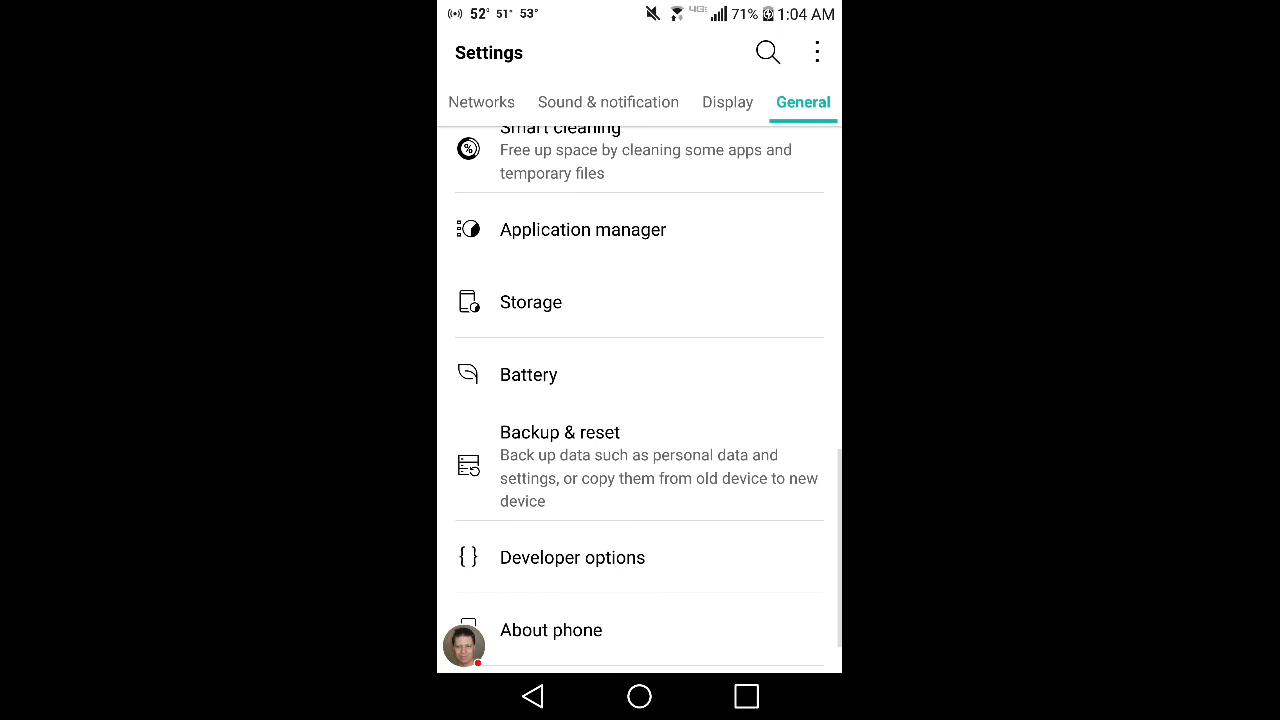 52° 51° 53° 4G 71% 1:04 AM
Settings
Networks Sound & notification Display General
Smart cleaning
Free up space by cleaning some apps and
temporary files
Application manager
Storage
Battery
Backup & reset
Back up data such as personal data and
settings, or copy them from old device to new
device
{ } Developer options
About phone